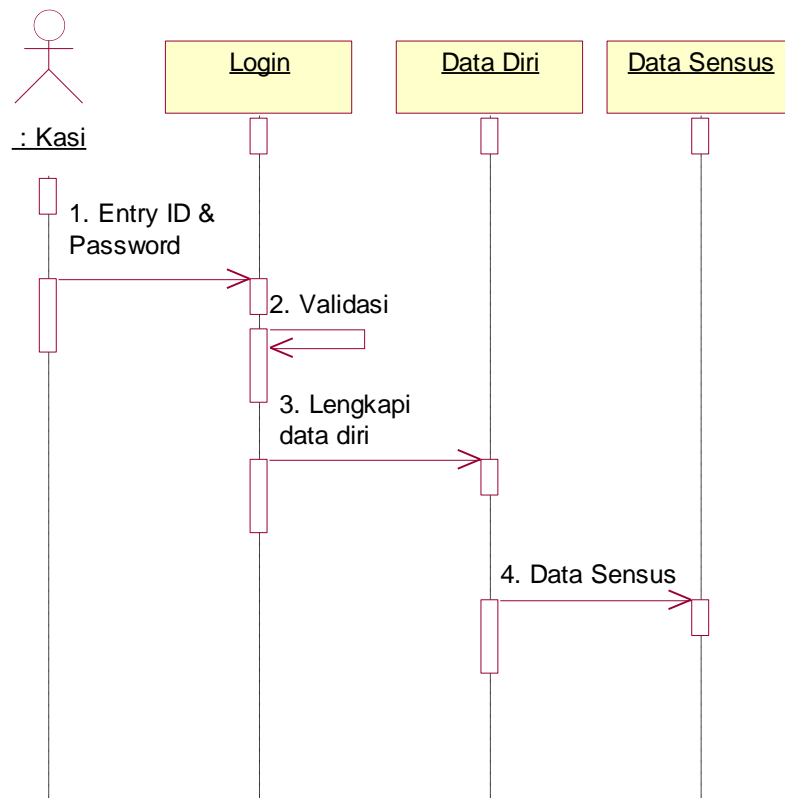 Login
Data Diri
Data Sensus
: Kasi
1. Entry ID &
Password
2. Validasi
3. Lengkapi
data diri
4. Data Sensus